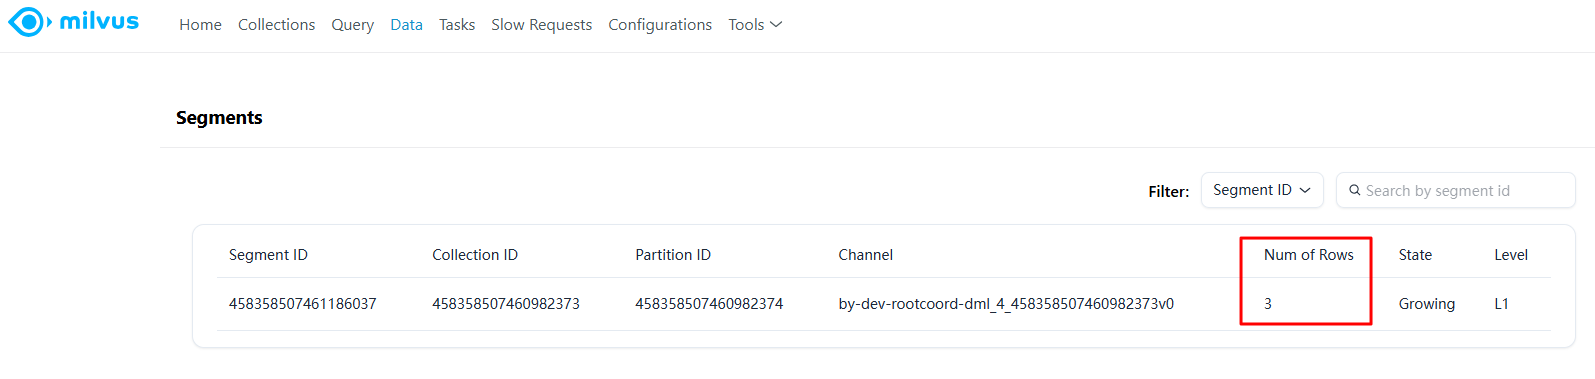 milvus Home Collections Query Data Tasks Slow Requests Configurations Tools
Segments
Filter: Segment ID Search by segment id
Segment ID Collection ID Partition ID Channel Num of Rows State Level
458358507461186037 458358507460982373 458358507460982374 by-dev-rootcoord-dml_4_458358507460982373v0 3 Growing L1